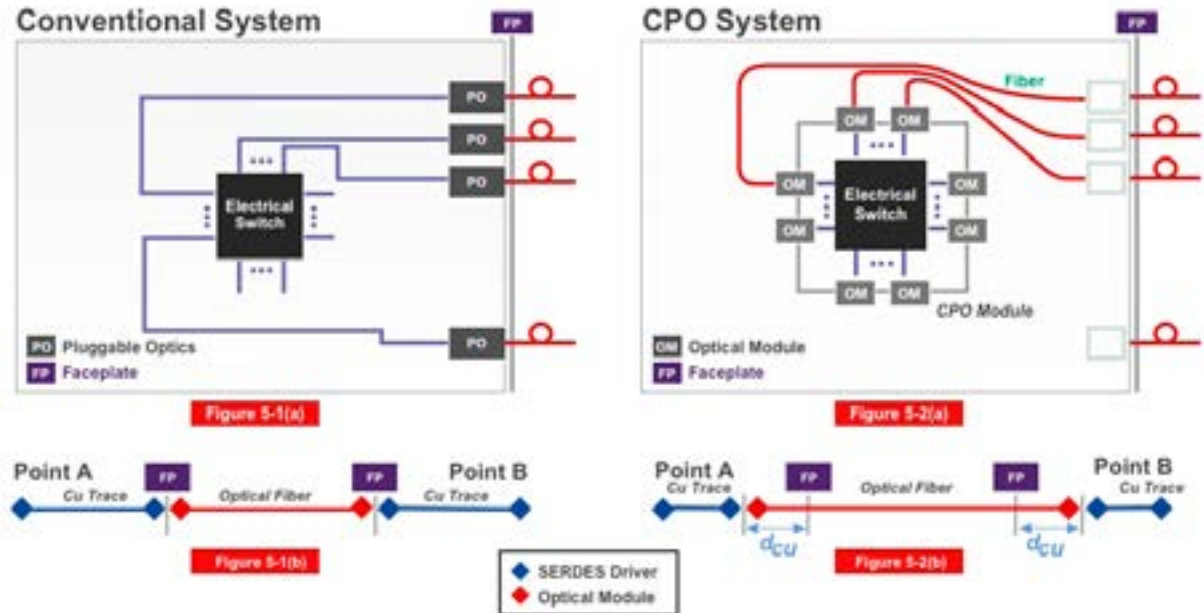 Conventional System
FP
PO
PO
PO
Electrical
Switch
PO
PO Pluggable Optics
FP Faceplate
Figure 5-1(a)
CPO System
FP
Fiber
OM OM
OM OM
Electrical
Switch
OM OM
OM OM
CPO Module
OM Optical Module
FP Faceplate
Figure 5-2(a)
Point A
FP
FP
Point B
Cu Trace
Optical Fiber
Cu Trace
Figure 5-1(b)
Point A
FP
FP
Point B
Cu Trace
Optical Fiber
Cu Trace
dCU
dCU
Figure 5-2(b)
SERDES Driver
Optical Module